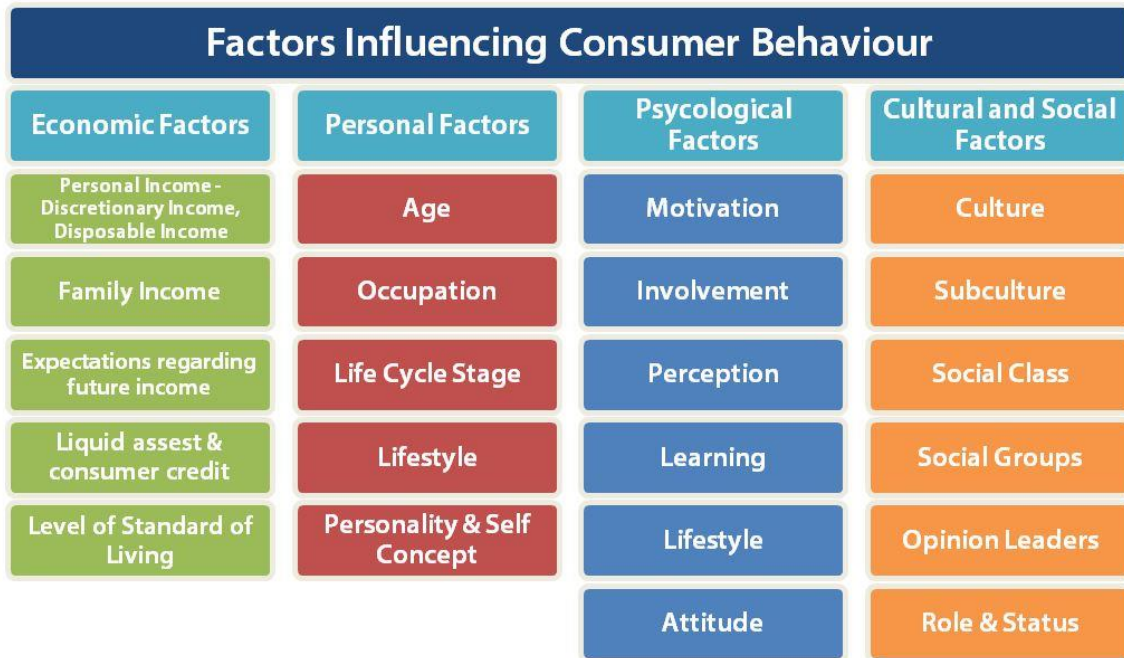 Factors Influencing Consumer Behaviour
Economic Factors
Personal Income -
Discretionary Income,
Disposable Income
Family Income
Expectations regarding
future income
Liquid assest &
consumer credit
Level of Standard of
Living
Personal Factors
Age
Occupation
Life Cycle Stage
Lifestyle
Personality & Self
Concept
Psycological
Factors
Motivation
Involvement
Perception
Learning
Lifestyle
Attitude
Cultural and Social
Factors
Culture
Subculture
Social Class
Social Groups
Opinion Leaders
Role & Status